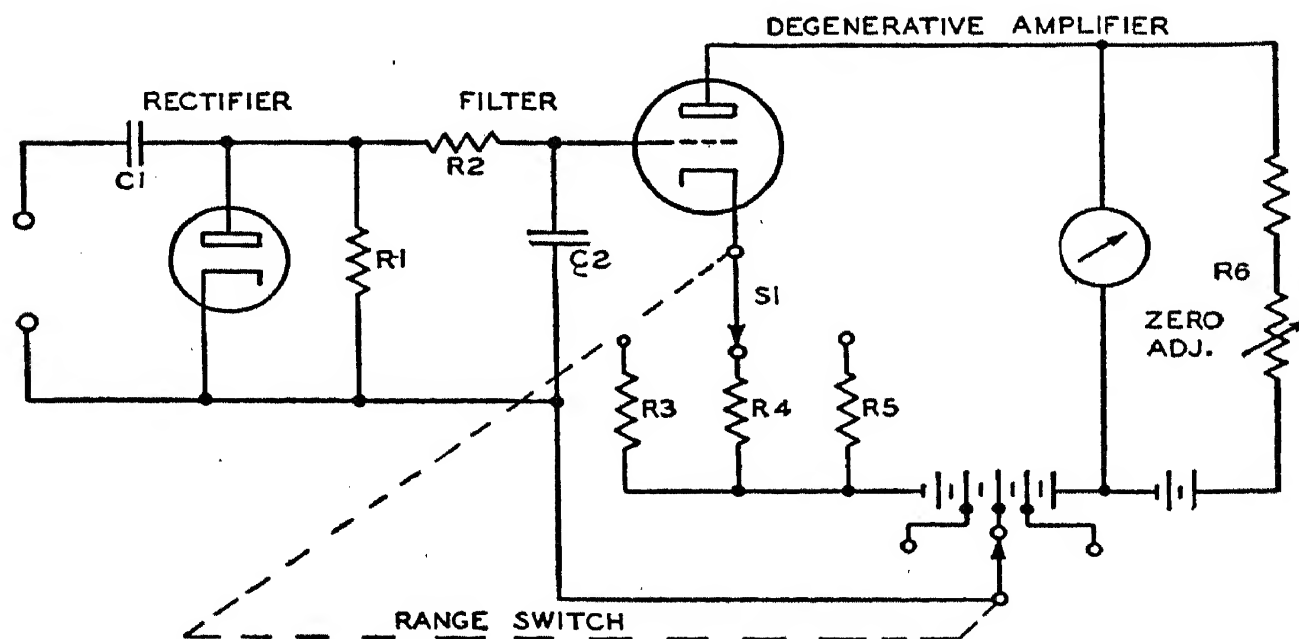 DEGENERATIVE AMPLIFIER
RECTIFIER
FILTER
C1
R2
R1
C2
S1
R6
ZERO
ADJ.
R3
R4
R5
RANGE SWITCH